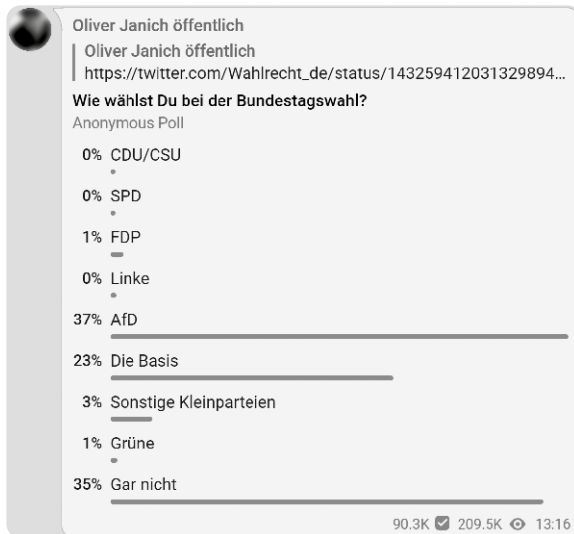 Oliver Janich öffentlich
Oliver Janich öffentlich
https://twitter.com/Wahlrecht_de/status/143259412031329894…
Wie wählst Du bei der Bundestagswahl?
Anonymous Poll
0% CDU/CSU
0% SPD
1% FDP
0% Linke
37% AfD
23% Die Basis
3% Sonstige Kleinparteien
1% Grüne
35% Gar nicht
90.3K 209.5K 13:16